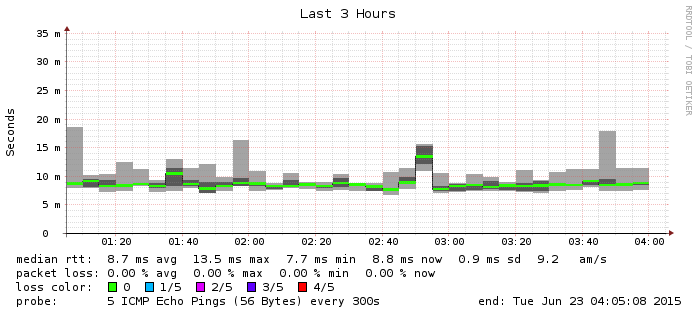 Last 3 Hours
RRDTOOL / TOBI OETIKER
Seconds
35 m
30 m
25 m
20 m
15 m
10 m
5 m
0
01:20 01:40 02:00 02:20 02:40 03:00 03:20 03:40 04:00
median rtt: 8.7 ms avg 13.5 ms max 7.7 ms min 8.8 ms now 0.9 ms sd 9.2 am/s
packet loss: 0.00 % avg 0.00 % max 0.00 % min 0.00 % now
loss color: 0 1/5 2/5 3/5 4/5
probe: 5 ICMP Echo Pings (56 Bytes) every 300s end: Tue Jun 23 04:05:08 2015